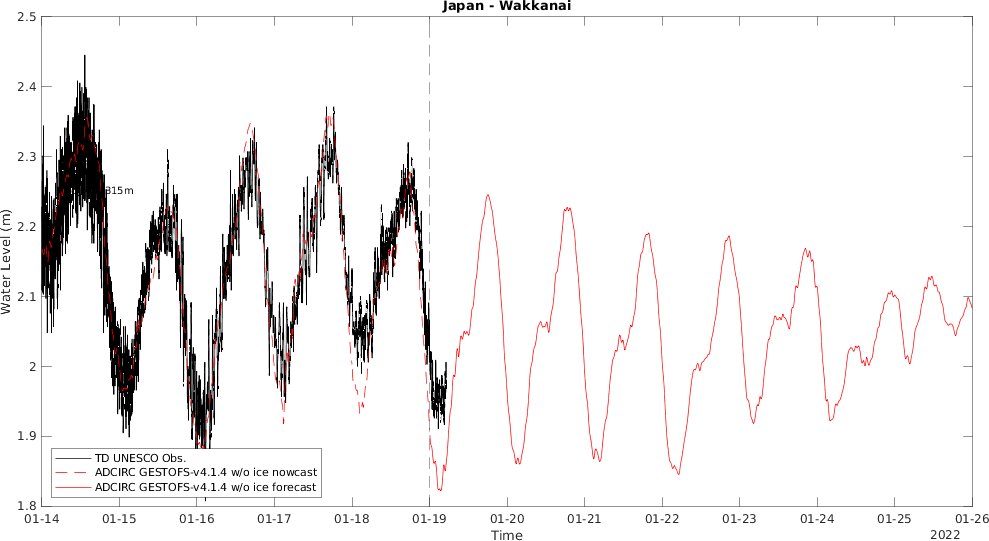 Japan - Wakkanai
Water Level (m)
2.5
2.4
2.3
2.2
2.1
2
1.9
1.8
315m
TD UNESCO Obs.
ADCIRC GESTOFS-v4.1.4 w/o ice nowcast
ADCIRC GESTOFS-v4.1.4 w/o ice forecast
01-14 01-15 01-16 01-17 01-18 01-19 01-20 01-21 01-22 01-23 01-24 01-25 01-26
Time
2022